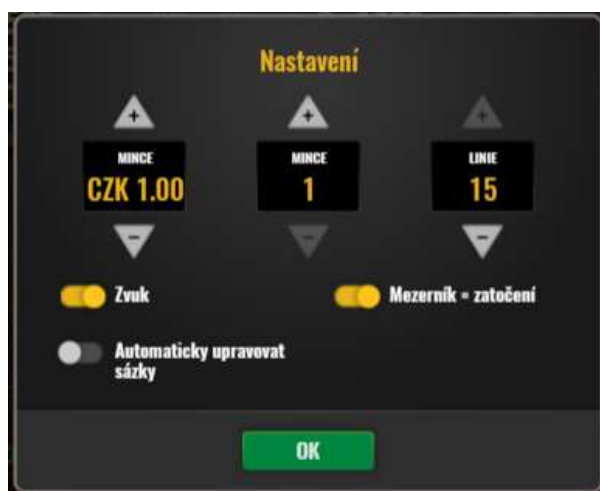 Nastavení
+ + +
MINCE MINCE LINIE
CZK 1.00 1 15
- - -
Zvuk Mezerník = zatočení
Automaticky upravovat
sázky
OK